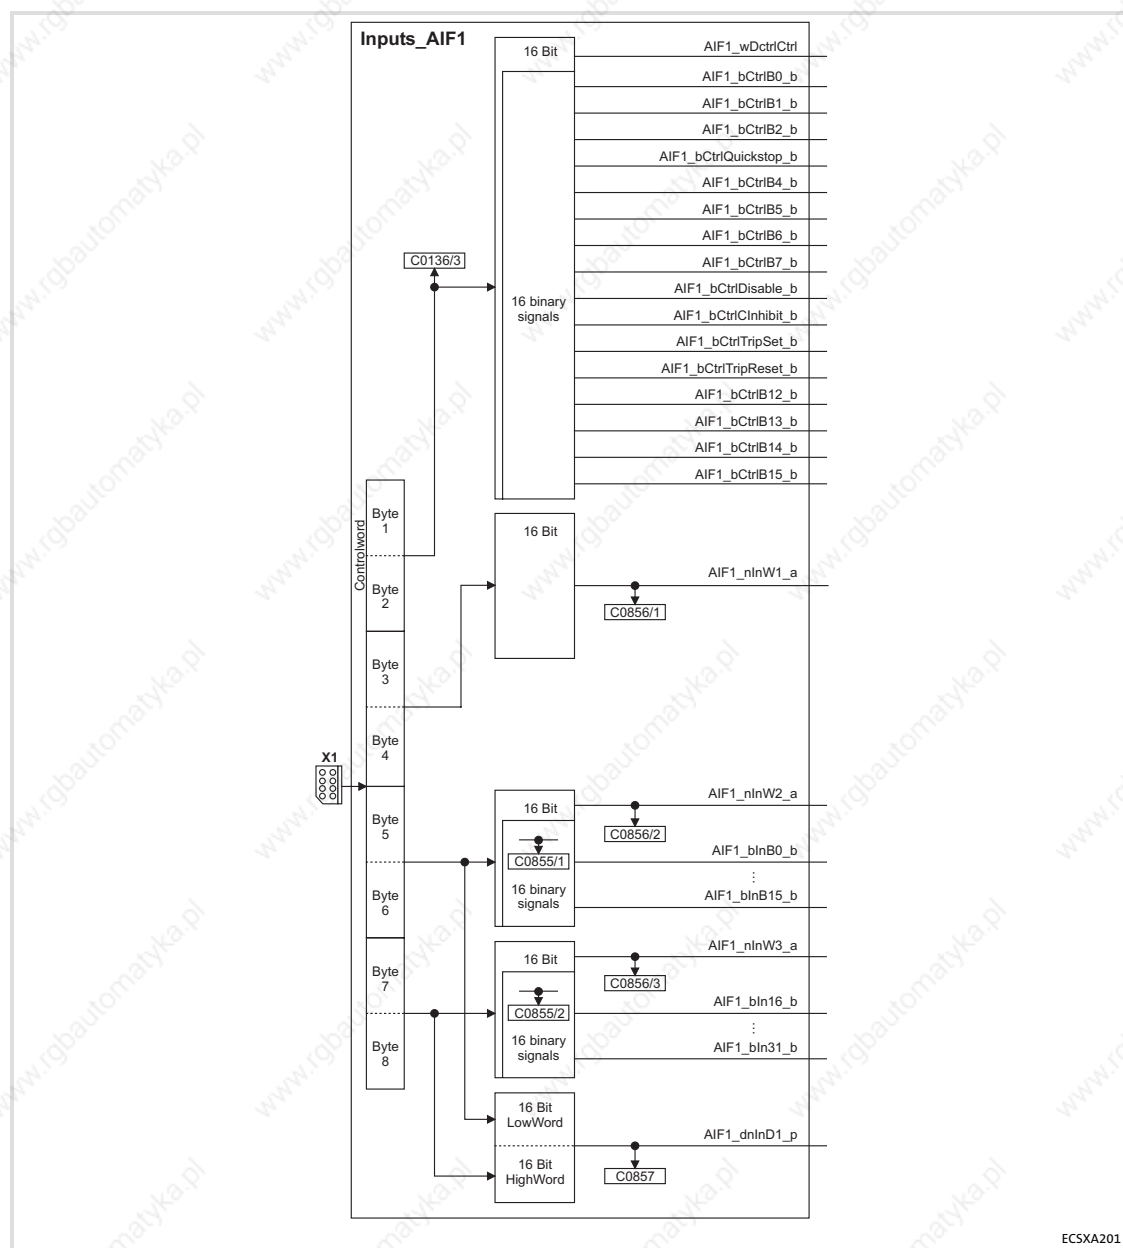 Inputs_AIF1
16 Bit
AIF1_wDctrlCtrl
AIF1_bCtrlB0_b
AIF1_bCtrlB1_b
AIF1_bCtrlB2_b
AIF1_bCtrlQuickstop_b
AIF1_bCtrlB4_b
AIF1_bCtrlB5_b
AIF1_bCtrlB6_b
AIF1_bCtrlB7_b
AIF1_bCtrlDisable_b
AIF1_bCtrlCInhibit_b
AIF1_bCtrlTripSet_b
AIF1_bCtrlTripReset_b
AIF1_bCtrlB12_b
AIF1_bCtrlB13_b
AIF1_bCtrlB14_b
AIF1_bCtrlB15_b
C0136/3
16 binary
signals
Controlword
Byte
1
Byte
2
Byte
3
Byte
4
Byte
5
Byte
6
Byte
7
Byte
8
X1
16 Bit
AIF1_nInW1_a
C0856/1
16 Bit
AIF1_nInW2_a
C0856/2
C0855/1
AIF1_bInB0_b
16 binary
signals
AIF1_bInB15_b
16 Bit
AIF1_nInW3_a
C0856/3
C0855/2
AIF1_bIn16_b
16 binary
signals
AIF1_bIn31_b
16 Bit
LowWord
AIF1_dnInD1_p
16 Bit
HighWord
C0857
ECSXA201
www.rgbautomatyka.pl